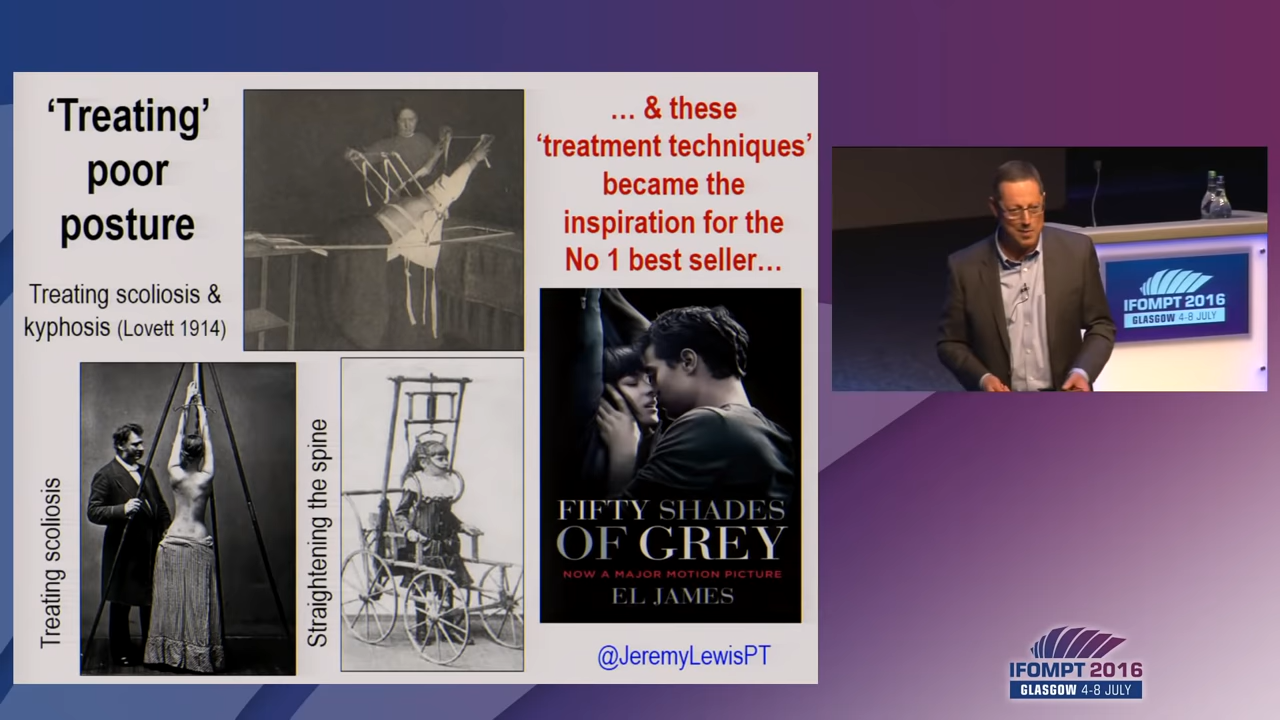 ‘Treating’
poor
posture
Treating scoliosis &
kyphosis (Lovett 1914)
Treating scoliosis
Straightening the spine
... & these
‘treatment techniques’
became the
inspiration for the
No 1 best seller...
FIFTY SHADES
OF GREY
NOW A MAJOR MOTION PICTURE
EL JAMES
@JeremyLewisPT
IFOMPT 2016
GLASGOW 4-8 JULY
IFOMPT 2016
GLASGOW 4-8 JULY